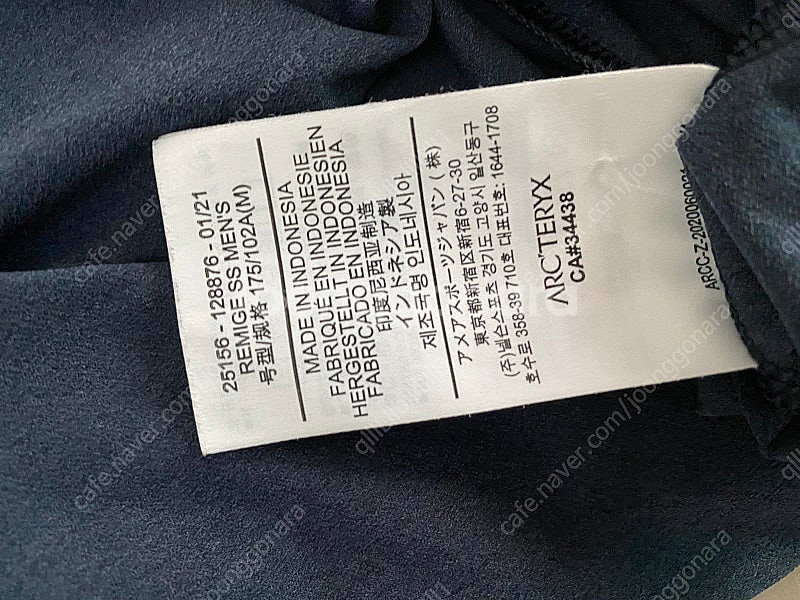 25156 - 128876 - 01/21
REMIGE SS MEN'S
号型/规格 175/102A(M)
MADE IN INDONESIA
FABRIQUÉ EN INDONESIE
HERGESTELLT IN INDONESIEN
FABRICADO EN INDONESIA
印度尼西亚制造
インドネシア製
제조국명 인도네시아
アメアスポーツジャパン (株)
東京都新宿区新宿6-27-30
(주)넬슨스포츠 경기도 고양시 일산동구
호수로 358-39 710호 대표번호: 1644-1708
ARC'TERYX
CA#34438
cafe.naver.com/joonggonara